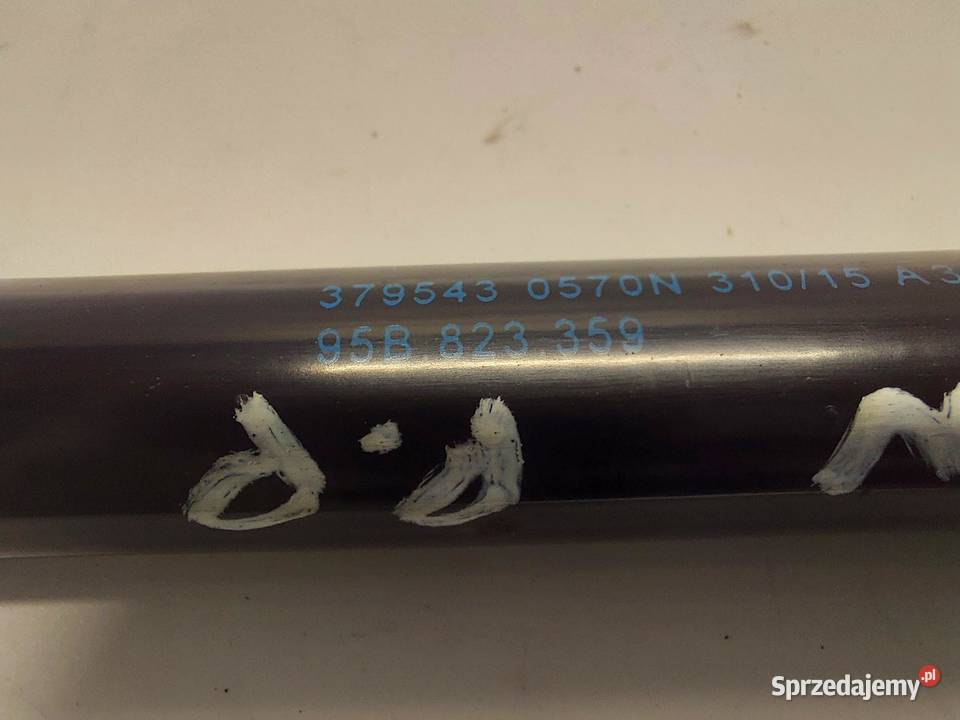 379543 0570N 310/15 A3
95B 823 359
Sprzedajemy.pl